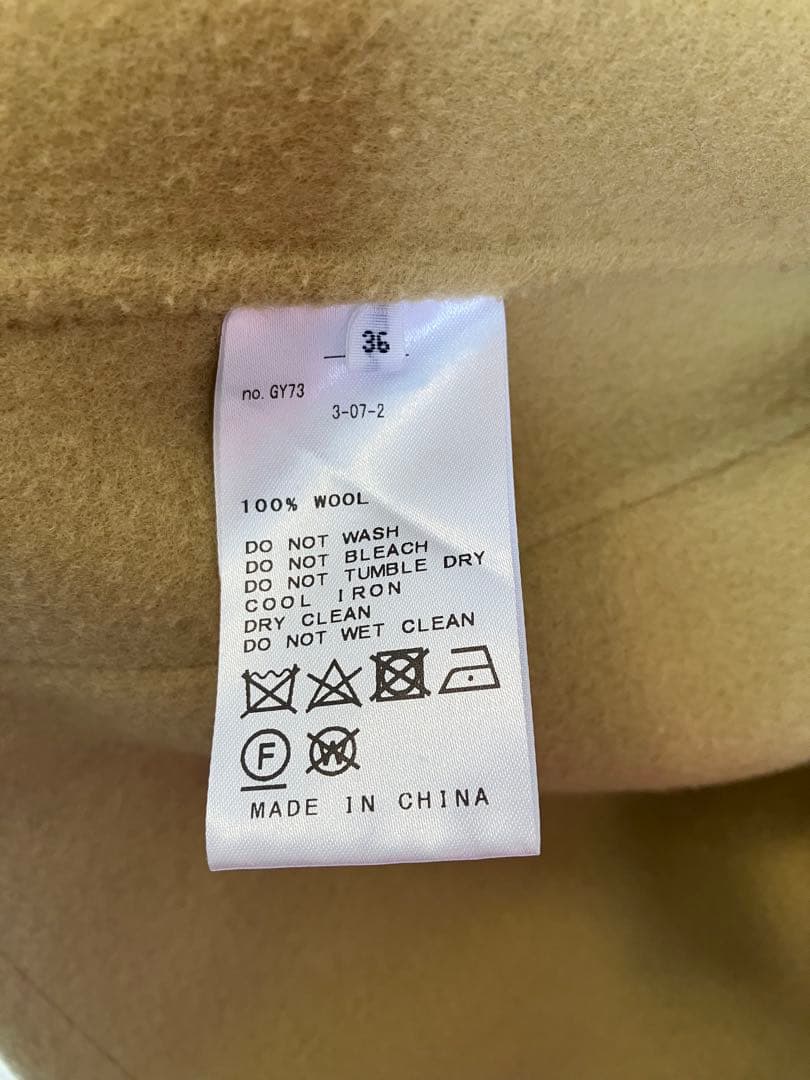 36
no. GY73
3-07-2
100% WOOL
DO NOT WASH
DO NOT BLEACH
DO NOT TUMBLE DRY
COOL IRON
DRY CLEAN
DO NOT WET CLEAN
F W
MADE IN CHINA